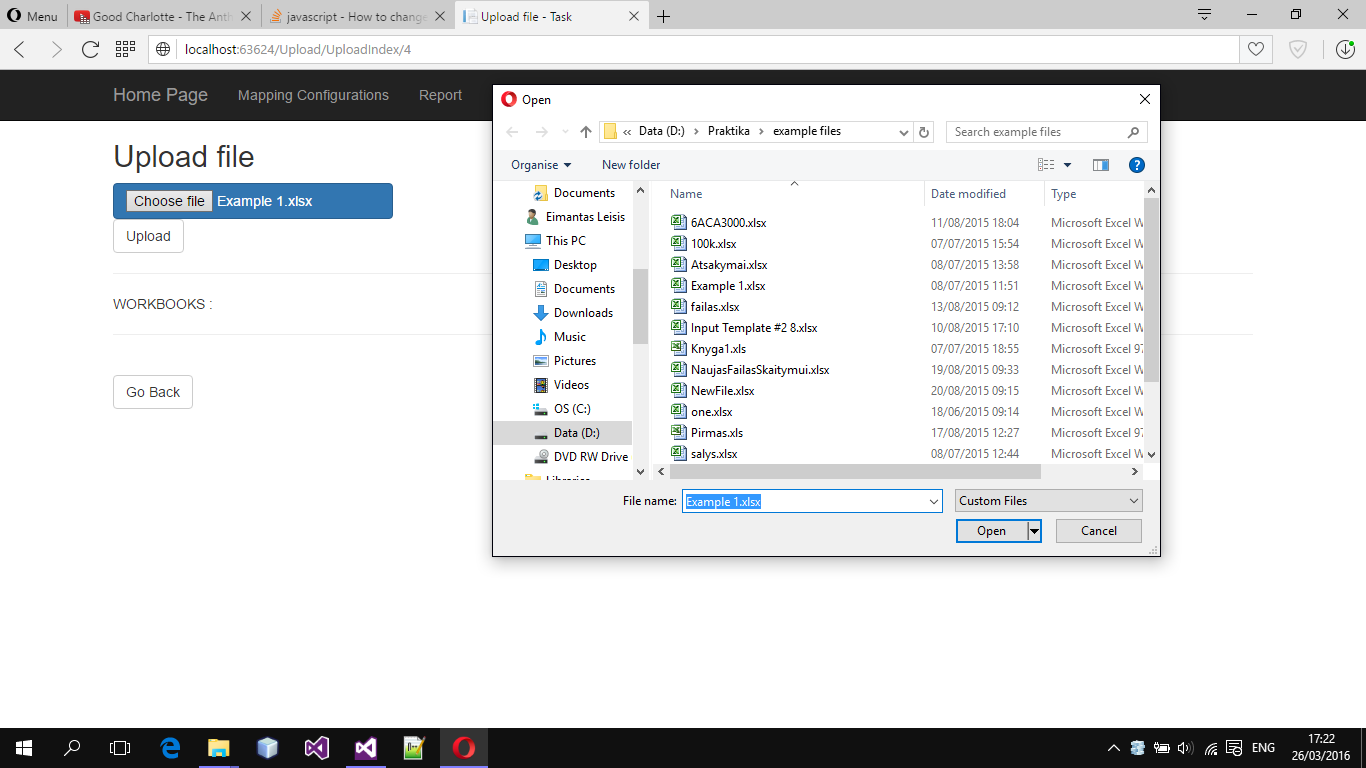 Menu
Good Charlotte - The Anth
javascript - How to change
Upload file - Task
localhost:63624/Upload/UploadIndex/4
Home Page Mapping Configurations Report
Upload file
Choose file Example 1.xlsx
Upload
WORKBOOKS :
Go Back
Open
« Data (D:) > Praktika > example files
Search example files
Organise New folder
Documents
Eimantas Leisis
This PC
Desktop
Documents
Downloads
Music
Pictures
Videos
OS (C:)
Data (D:)
DVD RW Drive
Libraries
Name Date modified Type
6ACA3000.xlsx 11/08/2015 18:04 Microsoft Excel W
100k.xlsx 07/07/2015 15:54 Microsoft Excel W
Atsakymai.xlsx 08/07/2015 13:58 Microsoft Excel W
Example 1.xlsx 08/07/2015 11:51 Microsoft Excel W
failas.xlsx 13/08/2015 09:12 Microsoft Excel W
Input Template #2 8.xlsx 10/08/2015 17:10 Microsoft Excel W
Knyga1.xls 07/07/2015 18:55 Microsoft Excel 97
NaujasFailasSkaitymui.xlsx 19/08/2015 09:33 Microsoft Excel W
NewFile.xlsx 20/08/2015 09:15 Microsoft Excel W
one.xlsx 18/06/2015 09:14 Microsoft Excel W
Pirmas.xls 17/08/2015 12:27 Microsoft Excel 97
salys.xlsx 08/07/2015 12:44 Microsoft Excel W
File name: Example 1.xlsx Custom Files
Open Cancel
ENG
17:22
26/03/2016